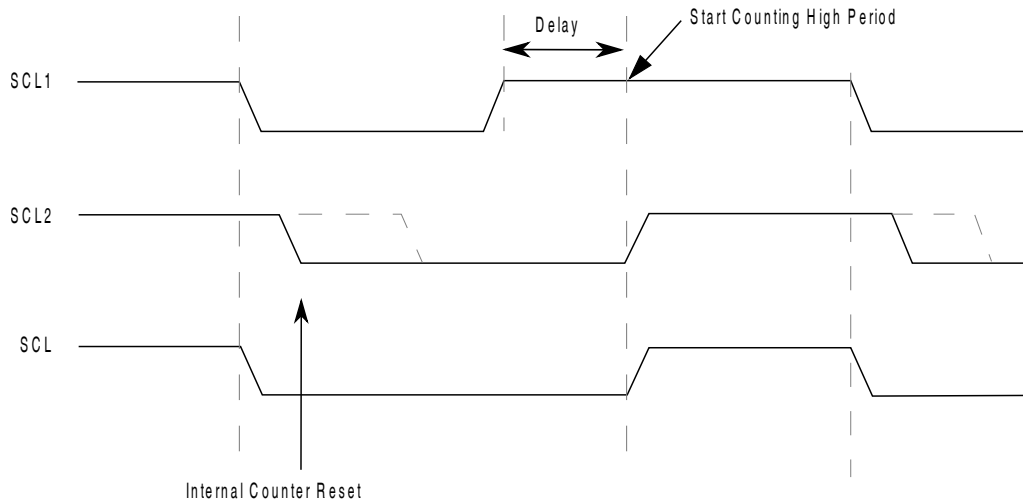 Start Counting High Period
Delay
SCL1
SCL2
SCL
Internal Counter Reset